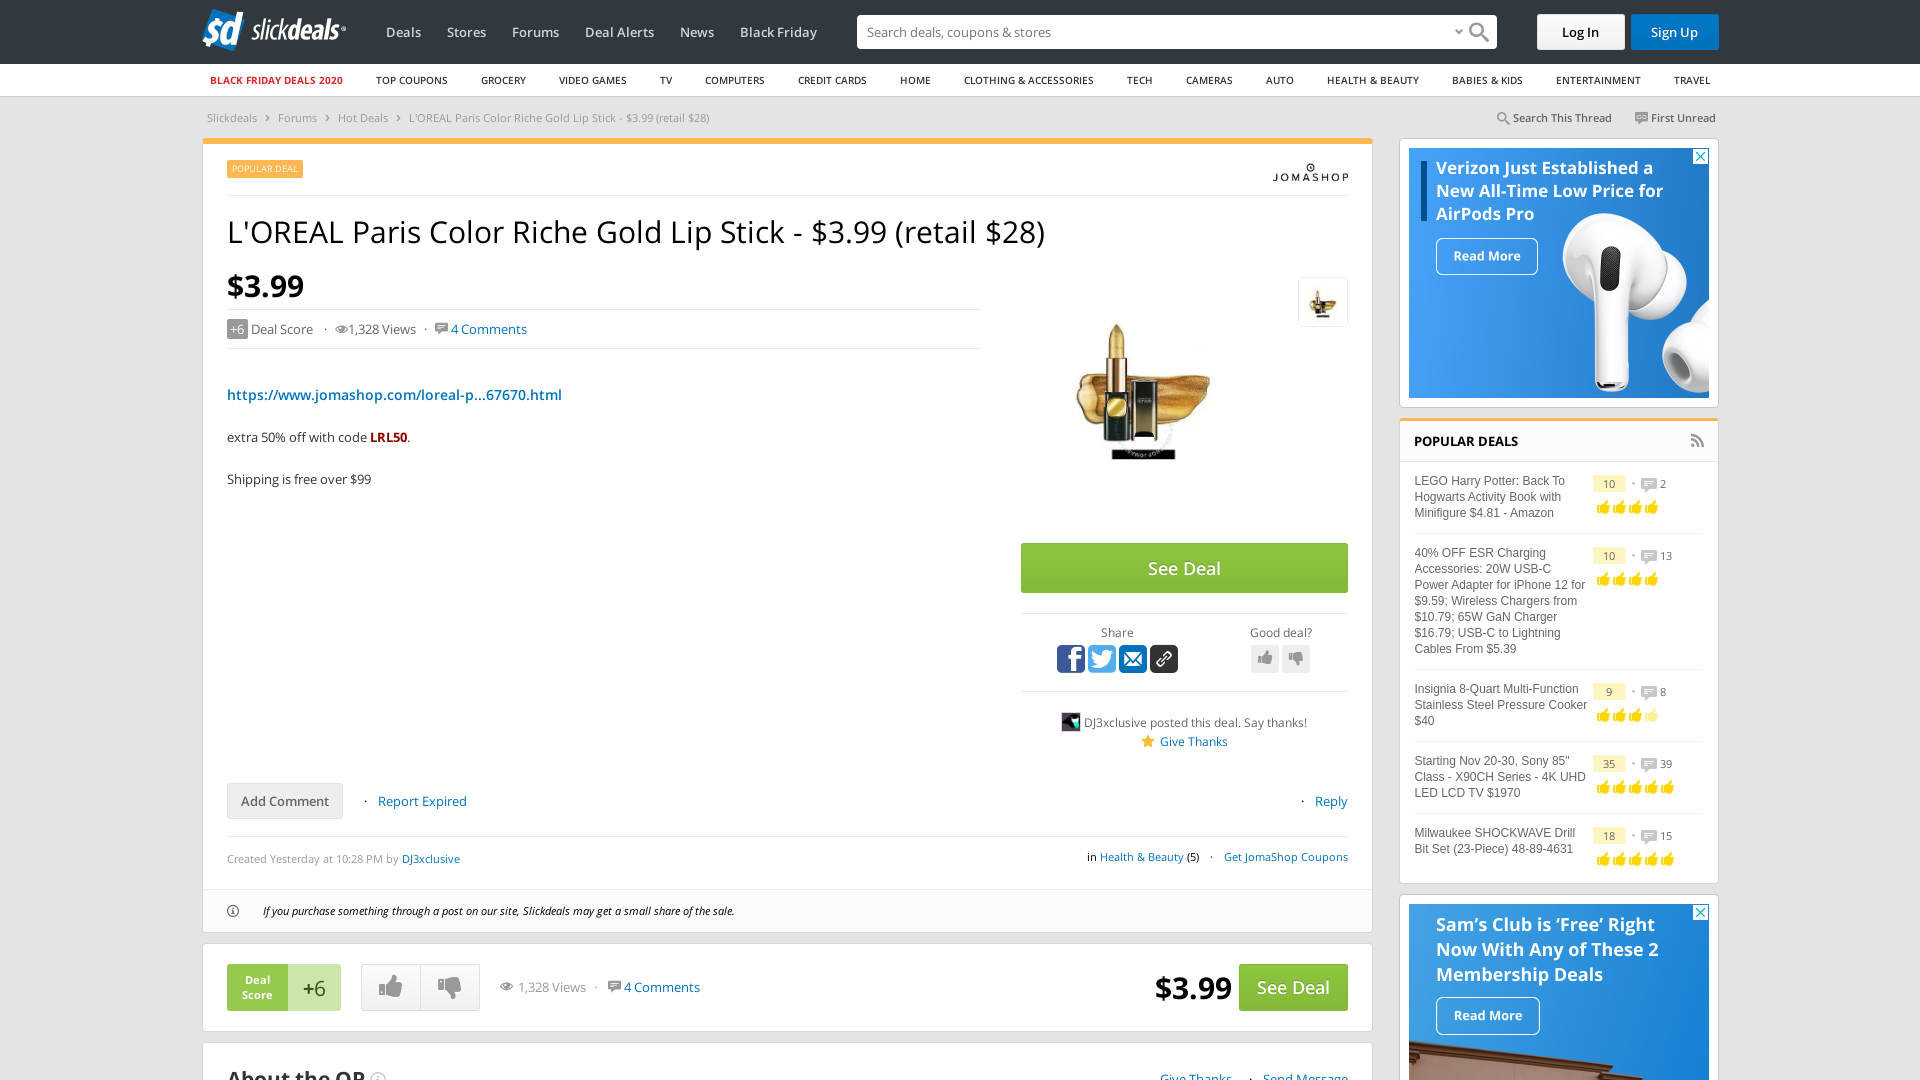 slickdeals
Deals
Stores
Forums
Deal Alerts
News
Black Friday
Search deals, coupons & stores
Log In
Sign Up
BLACK FRIDAY DEALS 2020
TOP COUPONS
GROCERY
VIDEO GAMES
TV
COMPUTERS
CREDIT CARDS
HOME
CLOTHING & ACCESSORIES
TECH
CAMERAS
AUTO
HEALTH & BEAUTY
BABIES & KIDS
ENTERTAINMENT
TRAVEL
Slickdeals > Forums > Hot Deals > L'OREAL Paris Color Riche Gold Lip Stick - $3.99 (retail $28)
Search This Thread
First Unread
POPULAR DEAL
JOMASHOP
L'OREAL Paris Color Riche Gold Lip Stick - $3.99 (retail $28)
$3.99
+6 Deal Score · 1,328 Views · 4 Comments
https://www.jomashop.com/loreal-p...67670.html
extra 50% off with code LRL50.
Shipping is free over $99
See Deal
Share
Good deal?
DJ3xclusive posted this deal. Say thanks!
Give Thanks
Add Comment
· Report Expired
· Reply
Created Yesterday at 10:28 PM by DJ3xclusive
in Health & Beauty (5) · Get JomaShop Coupons
If you purchase something through a post on our site, Slickdeals may get a small share of the sale.
Deal
Score
+6
1,328 Views · 4 Comments
$3.99
See Deal
About the OP
Give Thanks · Send Message
Verizon Just Established a
New All-Time Low Price for
AirPods Pro
Read More
POPULAR DEALS
LEGO Harry Potter: Back To
Hogwarts Activity Book with
Minifigure $4.81 - Amazon
10 · 2
40% OFF ESR Charging
Accessories: 20W USB-C
Power Adapter for iPhone 12 for
$9.59; Wireless Chargers from
$10.79; 65W GaN Charger
$16.79; USB-C to Lightning
Cables From $5.39
10 · 13
Insignia 8-Quart Multi-Function
Stainless Steel Pressure Cooker
$40
9 · 8
Starting Nov 20-30, Sony 85"
Class - X90CH Series - 4K UHD
LED LCD TV $1970
35 · 39
Milwaukee SHOCKWAVE Drill
Bit Set (23-Piece) 48-89-4631
18 · 15
Sam's Club is ‘Free’ Right
Now With Any of These 2
Membership Deals
Read More